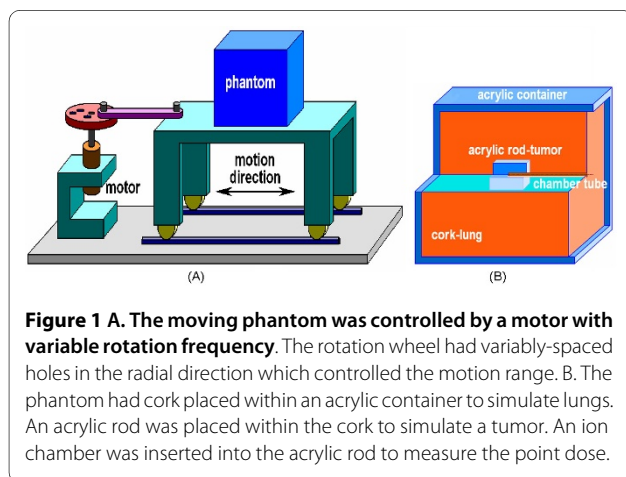 phantom
motor
motion
direction
(A)
acrylic container
acrylic rod-tumor
chamber tube
cork-lung
(B)
Figure 1 A. The moving phantom was controlled by a motor with
variable rotation frequency. The rotation wheel had variably-spaced
holes in the radial direction which controlled the motion range. B. The
phantom had cork placed within an acrylic container to simulate lungs.
An acrylic rod was placed within the cork to simulate a tumor. An ion
chamber was inserted into the acrylic rod to measure the point dose.